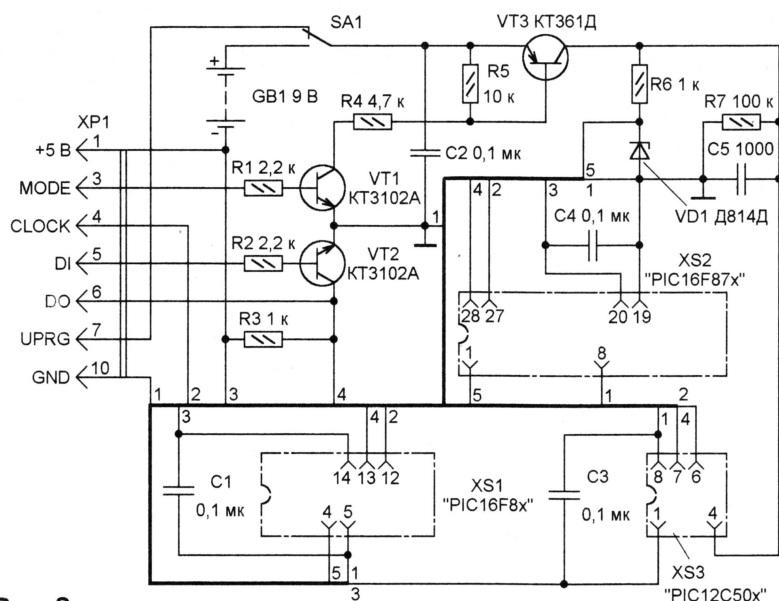 SA1
VT3 КТ361Д
+
GB1 9 В
-
R4 4,7 к
R5
10 к
R6 1 к
R7 100 к
C5 1000
XP1
+5 В 1
MODE 3
CLOCK 4
DI 5
DO 6
UPRG 7
GND 10
R1 2,2 к
VT1
КТ3102А
C2 0,1 мк
R2 2,2 к
VT2
КТ3102А
R3 1 к
1
4 2 3 5
1
C4 0,1 мк
VD1 Д814Д
XS2
"PIC16F87x"
28 27 20 19
1 8
5 1
1 2 3 4
3 4 2
2
4
C1
0,1 мк
14 13 12
4 5
XS1
"PIC16F8x"
C3
0,1 мк
8 7 6
1 4
5 1
3
XS3
"PIC12C50x"